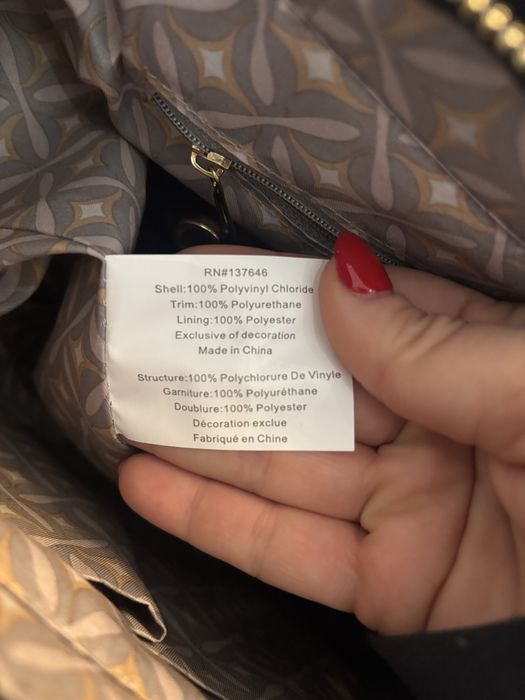 RN#137646
Shell:100% Polyvinyl Chloride
Trim:100% Polyurethane
Lining:100% Polyester
Exclusive of decoration
Made in China
Structure:100% Polychlorure De Vinyle
Garniture:100% Polyuréthane
Doublure:100% Polyester
Décoration exclue
Fabriqué en Chine